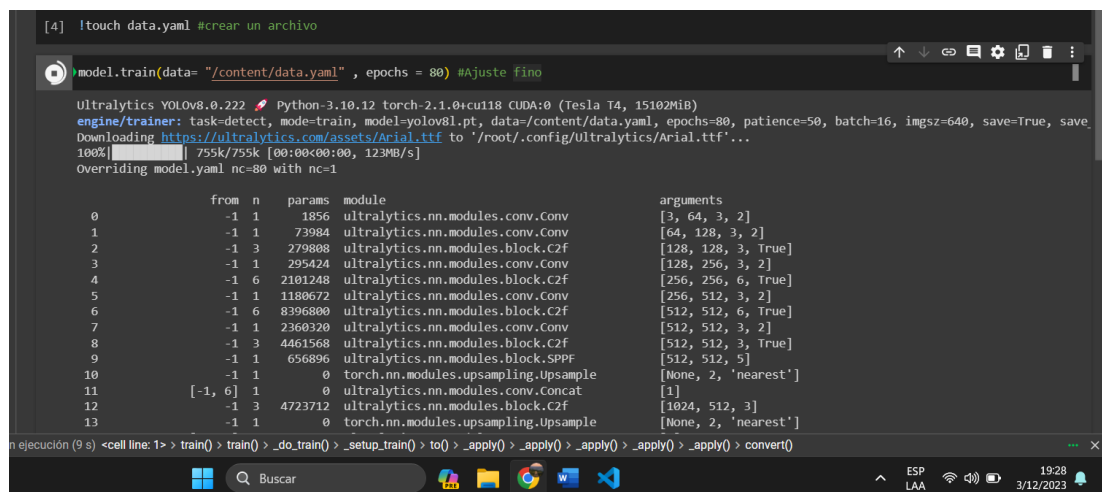 [4] !touch data.yaml #crear un archivo
model.train(data= "/content/data.yaml" , epochs = 80) #Ajuste fino
Ultralytics YOLOv8.0.222 🚀 Python-3.10.12 torch-2.1.0+cu118 CUDA:0 (Tesla T4, 15102MiB)
engine/trainer: task=detect, mode=train, model=yolov8l.pt, data=/content/data.yaml, epochs=80, patience=50, batch=16, imgsz=640, save=True, save_
Downloading https://ultralytics.com/assets/Arial.ttf to '/root/.config/Ultralytics/Arial.ttf'...
100%|██████████| 755k/755k [00:00<00:00, 123MB/s]
Overriding model.yaml nc=80 with nc=1
from n params module arguments
0 -1 1 1856 ultralytics.nn.modules.conv.Conv [3, 64, 3, 2]
1 -1 1 73984 ultralytics.nn.modules.conv.Conv [64, 128, 3, 2]
2 -1 3 279808 ultralytics.nn.modules.block.C2f [128, 128, 3, True]
3 -1 1 295424 ultralytics.nn.modules.conv.Conv [128, 256, 3, 2]
4 -1 6 2101248 ultralytics.nn.modules.block.C2f [256, 256, 6, True]
5 -1 1 1180672 ultralytics.nn.modules.conv.Conv [256, 512, 3, 2]
6 -1 6 8396800 ultralytics.nn.modules.block.C2f [512, 512, 6, True]
7 -1 1 2360320 ultralytics.nn.modules.conv.Conv [512, 512, 3, 2]
8 -1 3 4461568 ultralytics.nn.modules.block.C2f [512, 512, 3, True]
9 -1 1 656896 ultralytics.nn.modules.block.SPPF [512, 512, 5]
10 -1 1 0 torch.nn.modules.upsampling.Upsample [None, 2, 'nearest']
11 [-1, 6] 1 0 ultralytics.nn.modules.conv.Concat [1]
12 -1 3 4723712 ultralytics.nn.modules.block.C2f [1024, 512, 3]
13 -1 1 0 torch.nn.modules.upsampling.Upsample [None, 2, 'nearest']
n ejecución (9 s) <cell line: 1> > train() > train() > _do_train() > _setup_train() > to() > _apply() > _apply() > _apply() > _apply() > _apply() > convert()
Buscar
PRE
ESP
LAA
19:28
3/12/2023